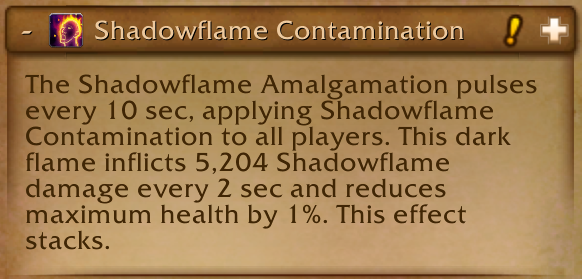 - Shadowflame Contamination
The Shadowflame Amalgamation pulses
every 10 sec, applying Shadowflame
Contamination to all players. This dark
flame inflicts 5,204 Shadowflame
damage every 2 sec and reduces
maximum health by 1%. This effect
stacks.